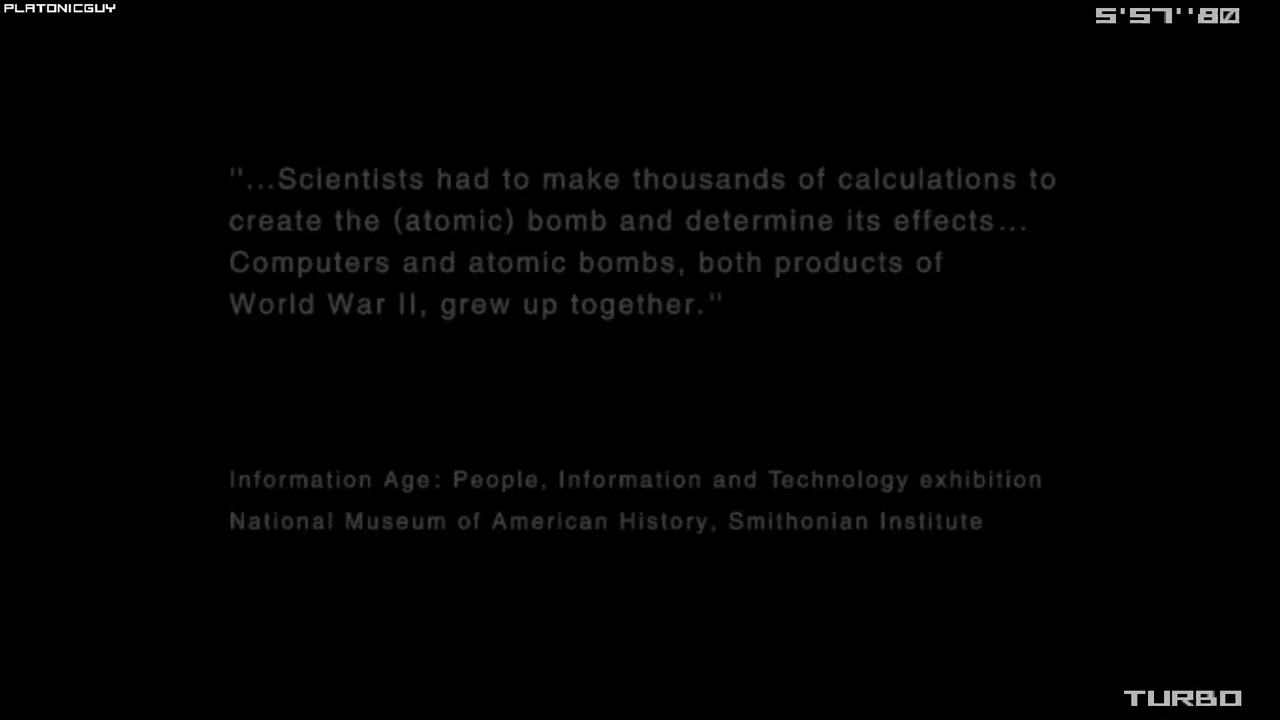 PLATONICGUY
5'57''80
"...Scientists had to make thousands of calculations to
create the (atomic) bomb and determine its effects...
Computers and atomic bombs, both products of
World War II, grew up together."
Information Age: People, Information and Technology exhibition
National Museum of American History, Smithonian Institute
TURBO